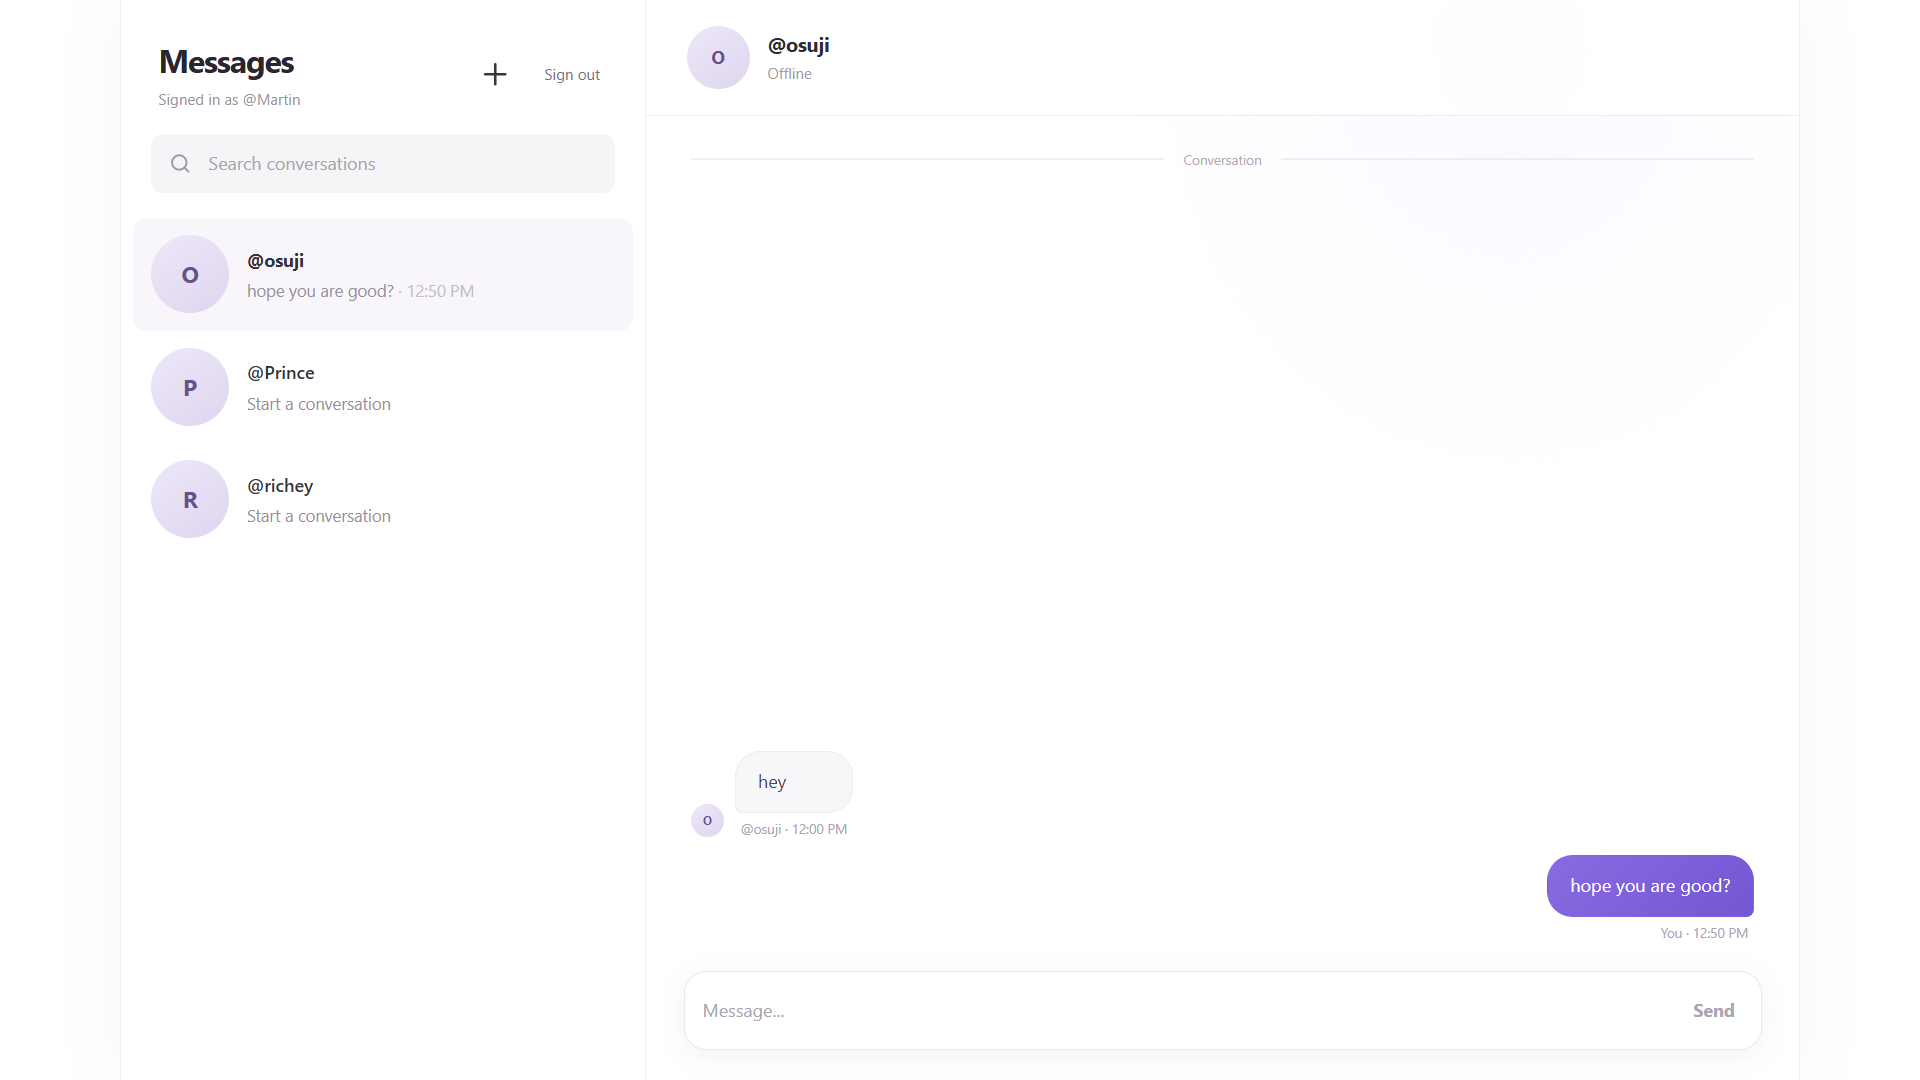 Messages
Signed in as @Martin
Sign out
Search conversations
O
@osuji
hope you are good? · 12:50 PM
P
@Prince
Start a conversation
R
@richey
Start a conversation
O
@osuji
Offline
Conversation
hey
O
@osuji · 12:00 PM
hope you are good?
You · 12:50 PM
Message...
Send